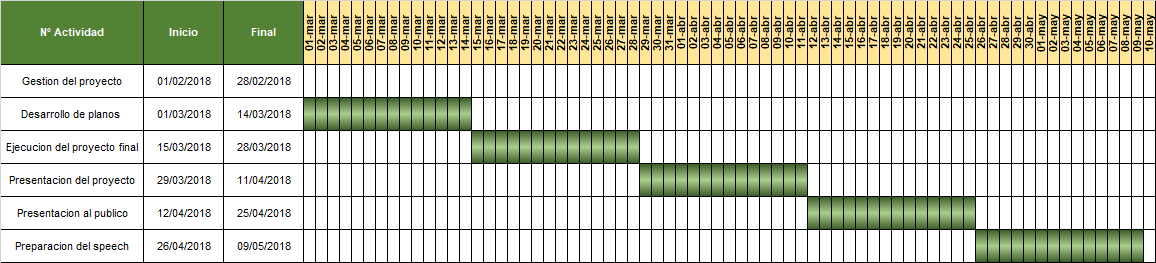 N° Actividad Inicio Final 01-mar 02-mar 03-mar 04-mar 05-mar 06-mar 07-mar 08-mar 09-mar 10-mar 11-mar 12-mar 13-mar 14-mar 15-mar 16-mar 17-mar 18-mar 19-mar 20-mar 21-mar 22-mar 23-mar 24-mar 25-mar 26-mar 27-mar 28-mar 29-mar 30-mar 31-mar 01-abr 02-abr 03-abr 04-abr 05-abr 06-abr 07-abr 08-abr 09-abr 10-abr 11-abr 12-abr 13-abr 14-abr 15-abr 16-abr 17-abr 18-abr 19-abr 20-abr 21-abr 22-abr 23-abr 24-abr 25-abr 26-abr 27-abr 28-abr 29-abr 30-abr 01-may 02-may 03-may 04-may 05-may 06-may 07-may 08-may 09-may 10-may
Gestion del proyecto 01/02/2018 28/02/2018
Desarrollo de planos 01/03/2018 14/03/2018
Ejecucion del proyecto final 15/03/2018 28/03/2018
Presentacion del proyecto 29/03/2018 11/04/2018
Presentacion al publico 12/04/2018 25/04/2018
Preparacion del speech 26/04/2018 09/05/2018